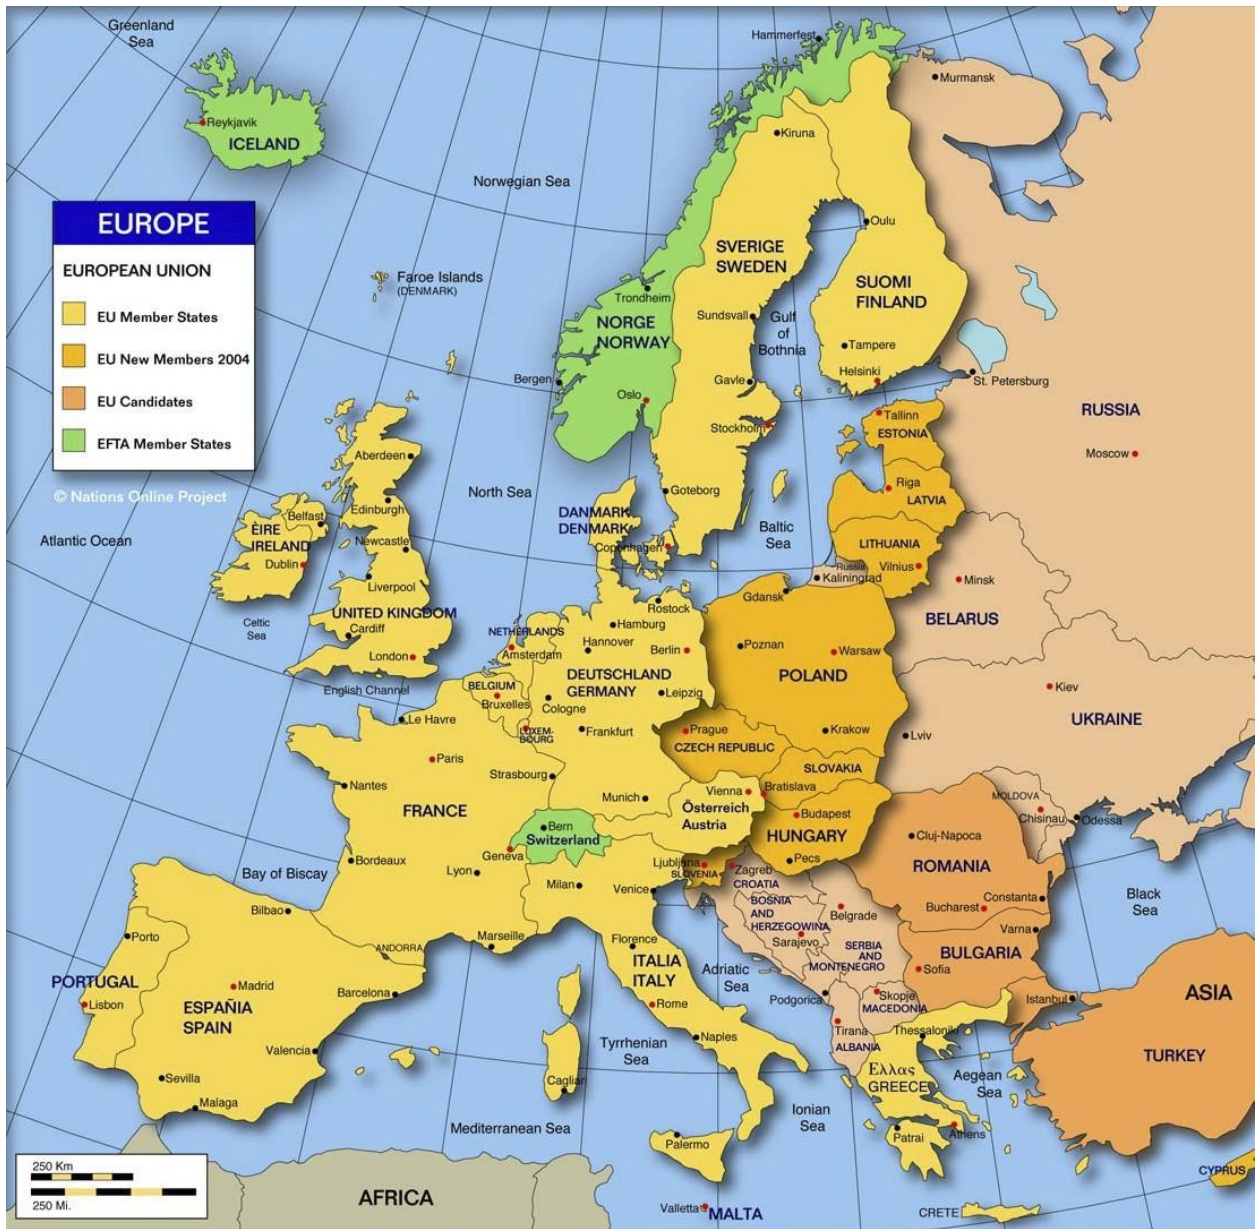 Greenland
Sea
Hammerfest
Murmansk
Reykjavik
ICELAND
Kiruna
Norwegian Sea
EUROPE
EUROPEAN UNION
EU Member States
EU New Members 2004
EU Candidates
EFTA Member States
© Nations Online Project
Oulu
SVERIGE
SWEDEN
Faroe Islands
(DENMARK)
SUOMI
FINLAND
Trondheim
NORGE
NORWAY
Sundsvall
Gulf
of
Bothnia
Tampere
Helsinki
Bergen
Gavle
St. Petersburg
Oslo
Stockholm
Tallinn
ESTONIA
RUSSIA
Moscow
Aberdeen
North Sea
Goteborg
Riga
LATVIA
Edinburgh
DANMARK
DENMARK
Baltic
Sea
Belfast
ÈIRE
IRELAND
Dublin
Newcastle
Copenhagen
LITHUANIA
Vilnius
Russia
Kaliningrad
Minsk
Atlantic Ocean
Liverpool
Gdansk
Rostock
UNITED KINGDOM
Celtic
Sea
Cardiff
London
Hamburg
BELARUS
NETHERLANDS
Amsterdam
Hannover
Berlin
Poznan
Warsaw
English Channel
BELGIUM
Bruxelles
DEUTSCHLAND
GERMANY
Cologne
Leipzig
POLAND
Kiev
UKRAINE
Le Havre
LUXEM-
BOURG
Frankfurt
Prague
CZECH REPUBLIC
Krakow
Lviv
Paris
Strasbourg
SLOVAKIA
Nantes
Munich
Vienna
Bratislava
Österreich
Austria
Budapest
HUNGARY
MOLDOVA
Chisinau
Odessa
FRANCE
Bern
Switzerland
Geneva
Cluj-Napoca
Bordeaux
Bay of Biscay
Lyon
Milan
Venice
Ljubljana
SLOVENIA
Pecs
Zagreb
CROATIA
ROMANIA
BOSNIA
AND
HERZEGOWINA
Sarajevo
Belgrade
Bucharest
Constanta
Black
Sea
Bilbao
Porto
ANDORRA
Marseille
Florence
ITALIA
ITALY
Adriatic
Sea
SERBIA
AND
MONTENEGRO
Varna
BULGARIA
Sofia
PORTUGAL
Lisbon
Madrid
ESPAÑIA
SPAIN
Barcelona
Rome
Podgorica
Skopje
MACEDONIA
Istanbul
ASIA
Valencia
Tyrrhenian
Sea
Naples
Tirana
ALBANIA
Thessaloniki
TURKEY
Sevilla
Malaga
Cagliari
Ελλας
GREECE
Aegean
Sea
Mediterranean Sea
Ionian
Sea
Palermo
Patrai
Athens
250 Km
250 Mi.
AFRICA
Valletta
MALTA
CRETE
CYPRUS